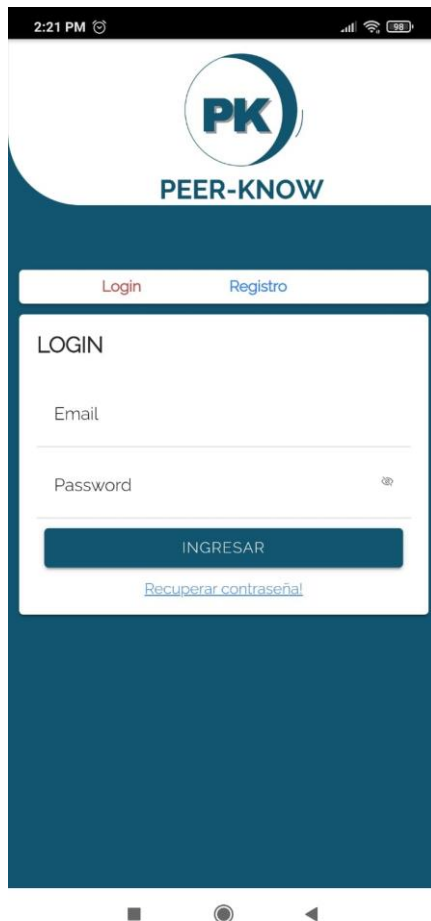 2:21 PM 98
PK
PEER-KNOW
Login Registro
LOGIN
Email
Password
INGRESAR
Recuperar contraseña!